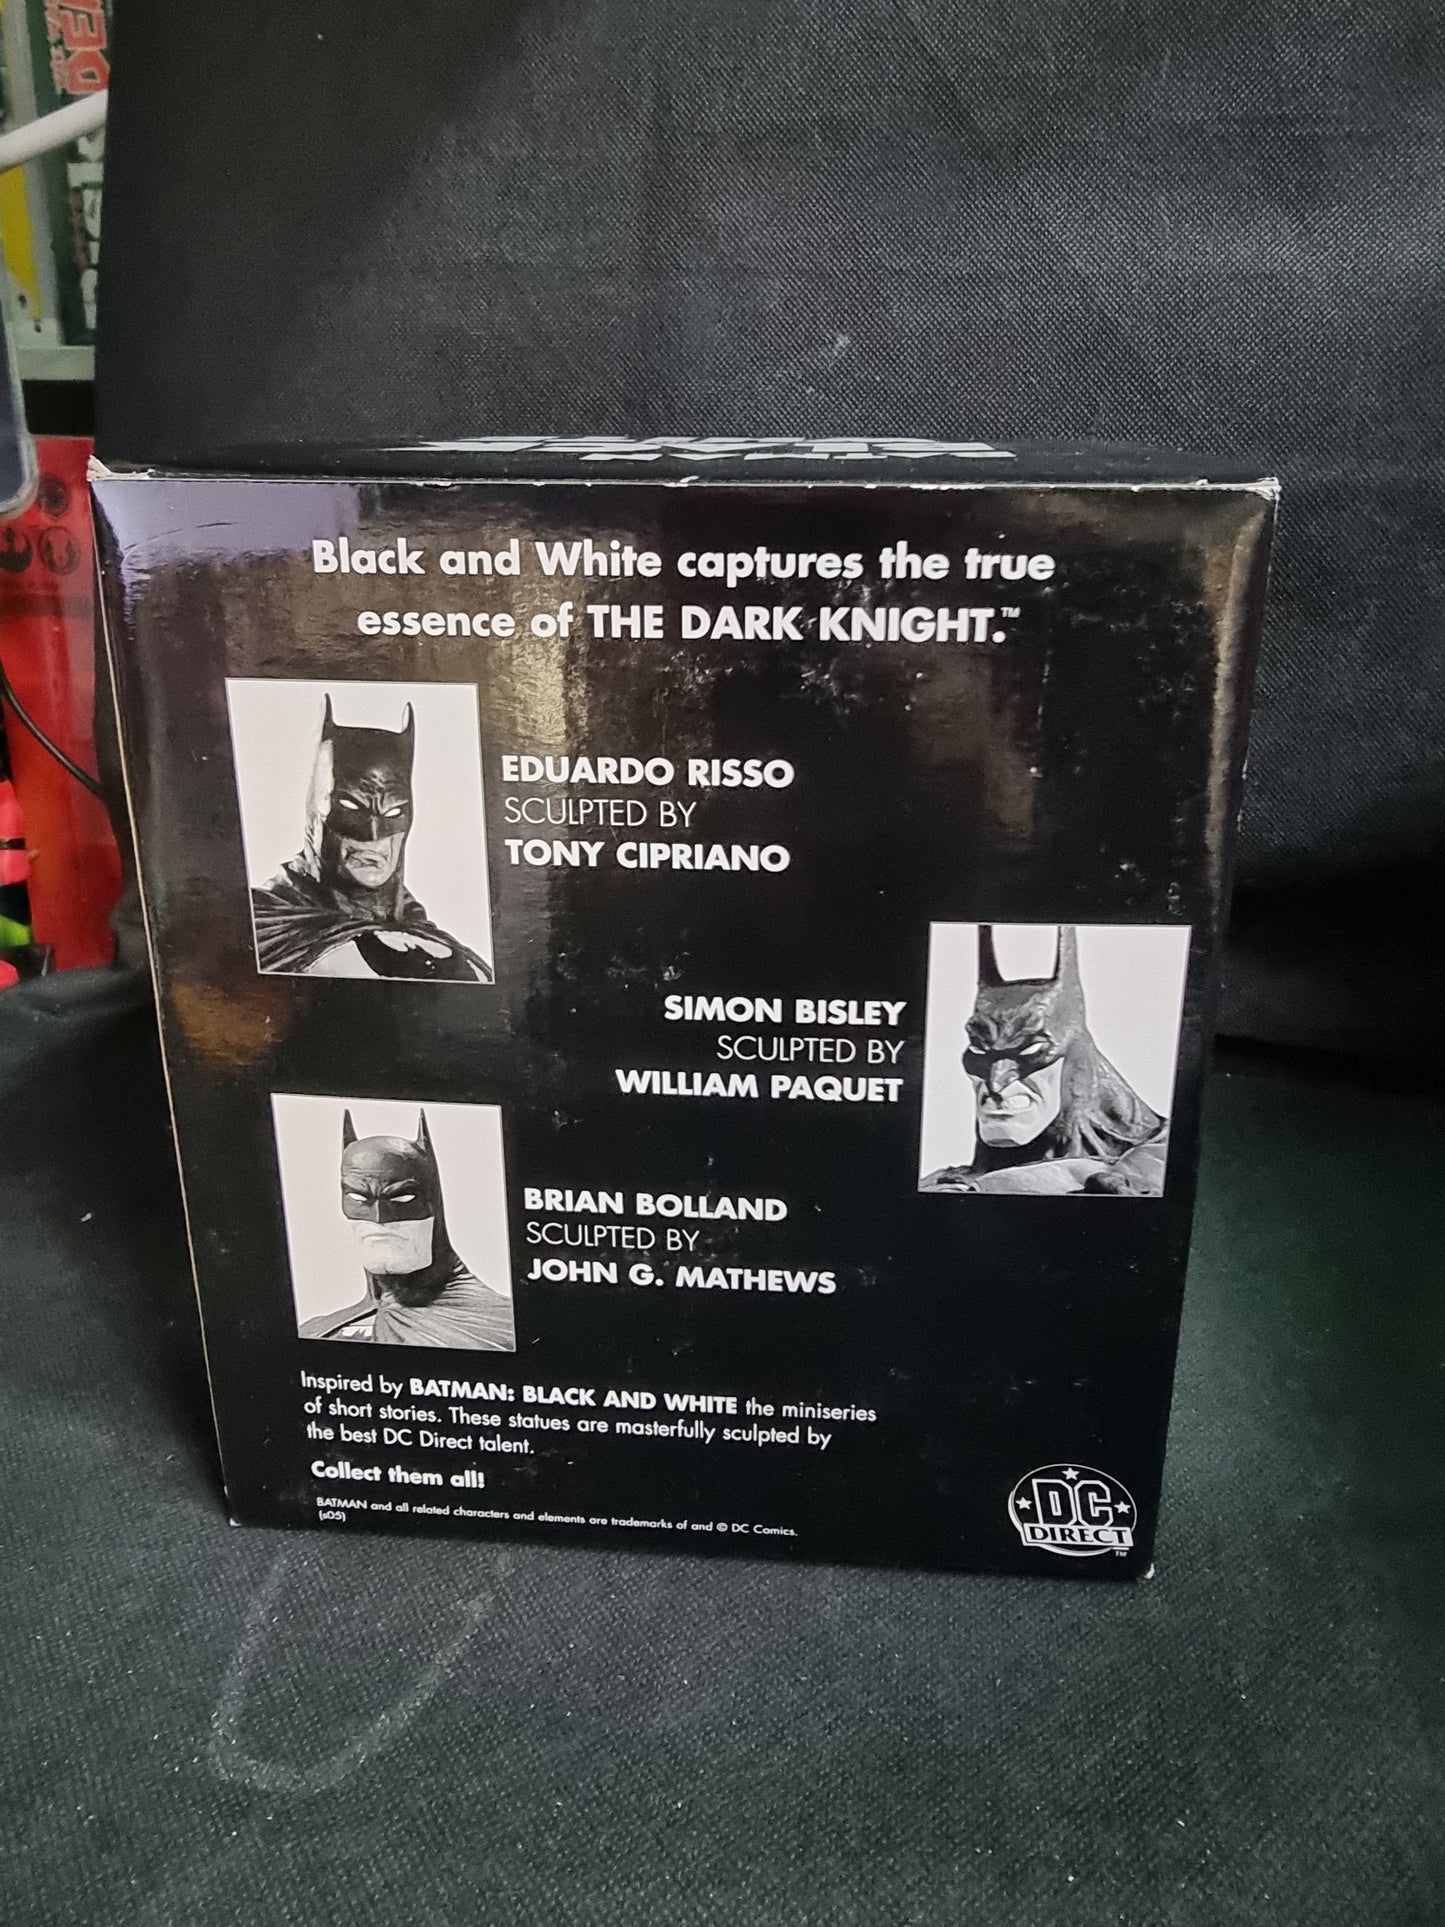 Black and White captures the true
essence of THE DARK KNIGHT.™
EDUARDO RISSO
SCULPTED BY
TONY CIPRIANO
SIMON BISLEY
SCULPTED BY
WILLIAM PAQUET
BRIAN BOLLAND
SCULPTED BY
JOHN G. MATHEWS
Inspired by BATMAN: BLACK AND WHITE the miniseries
of short stories. These statues are masterfully sculpted by
the best DC Direct talent.
Collect them all!
BATMAN and all related characters and elements are trademarks of and © DC Comics.
(s05)
DC
DIRECT
TM